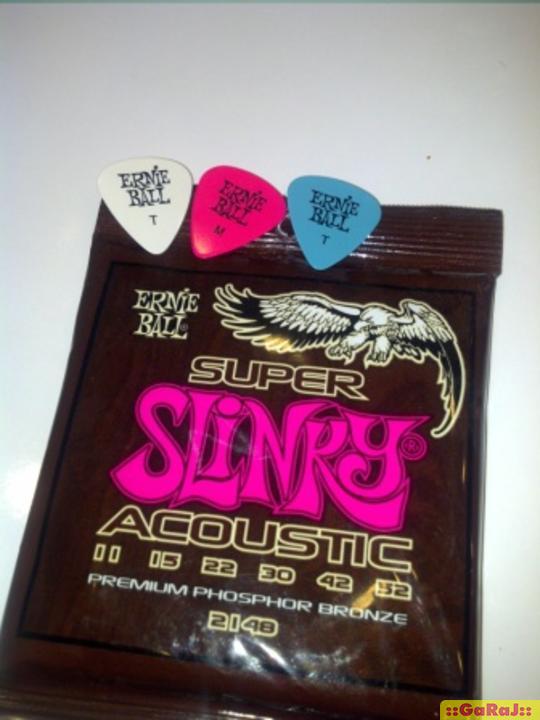 ERNIE
BALL
T
ERNIE
BALL
M
ERNIE
BALL
T
ERNIE
BALL®
SUPER
SLINKY®
ACOUSTIC
11 15 22 30 42 52
PREMIUM PHOSPHOR BRONZE
2148
::GaRaJ::